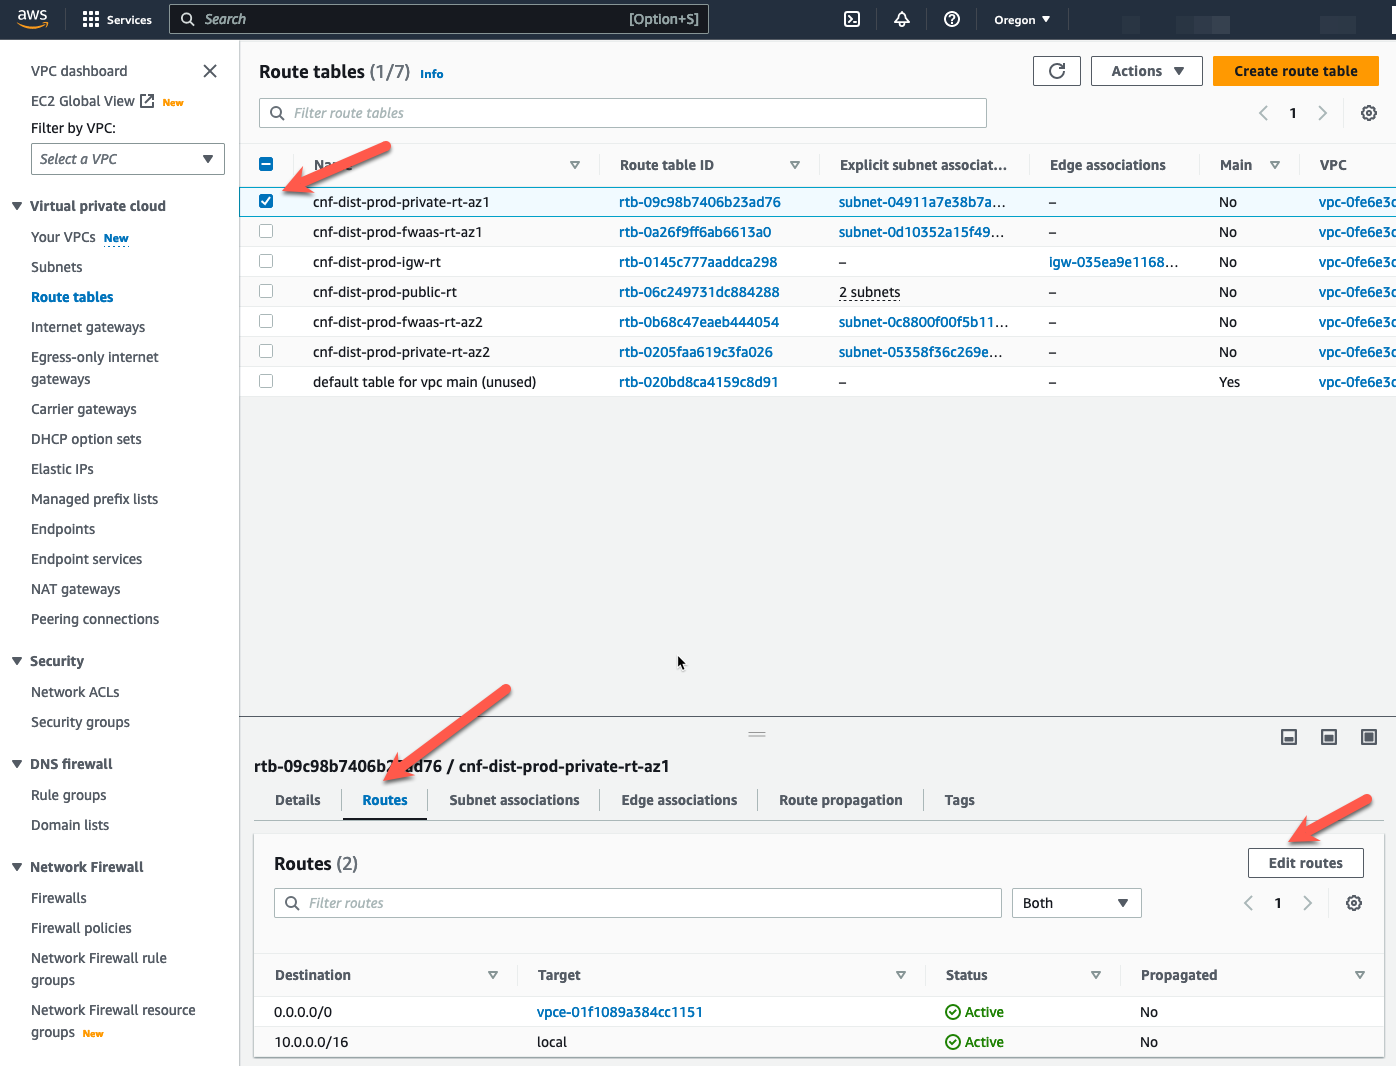 aws
Services
Search
[Option+S]
Oregon
VPC dashboard
EC2 Global View New
Filter by VPC:
Select a VPC
Virtual private cloud
Your VPCs New
Subnets
Route tables
Internet gateways
Egress-only internet
gateways
Carrier gateways
DHCP option sets
Elastic IPs
Managed prefix lists
Endpoints
Endpoint services
NAT gateways
Peering connections
Security
Network ACLs
Security groups
DNS firewall
Rule groups
Domain lists
Network Firewall
Firewalls
Firewall policies
Network Firewall rule
groups
Network Firewall resource
groups New
Route tables (1/7) Info
Actions
Create route table
Filter route tables
1
Route table ID Explicit subnet associat... Edge associations Main VPC
cnf-dist-prod-private-rt-az1 rtb-09c98b7406b23ad76 subnet-04911a7e38b7a... – No vpc-0fe6e3c
cnf-dist-prod-fwaas-rt-az1 rtb-0a26f9ff6ab6613a0 subnet-0d10352a15f49... – No vpc-0fe6e3c
cnf-dist-prod-igw-rt rtb-0145c777aaddca298 – igw-035ea9e1168... No vpc-0fe6e3c
cnf-dist-prod-public-rt rtb-06c249731dc884288 2 subnets – No vpc-0fe6e3c
cnf-dist-prod-fwaas-rt-az2 rtb-0b68c47eaeb444054 subnet-0c8800f00f5b11... – No vpc-0fe6e3c
cnf-dist-prod-private-rt-az2 rtb-0205faa619c3fa026 subnet-05358f36c269e... – No vpc-0fe6e3c
default table for vpc main (unused) rtb-020bd8ca4159c8d91 – – Yes vpc-0fe6e3c
rtb-09c98b7406b23ad76 / cnf-dist-prod-private-rt-az1
Details Routes Subnet associations Edge associations Route propagation Tags
Routes (2)
Edit routes
Filter routes
Both
1
Destination Target Status Propagated
0.0.0.0/0 vpce-01f1089a384cc1151 Active No
10.0.0.0/16 local Active No